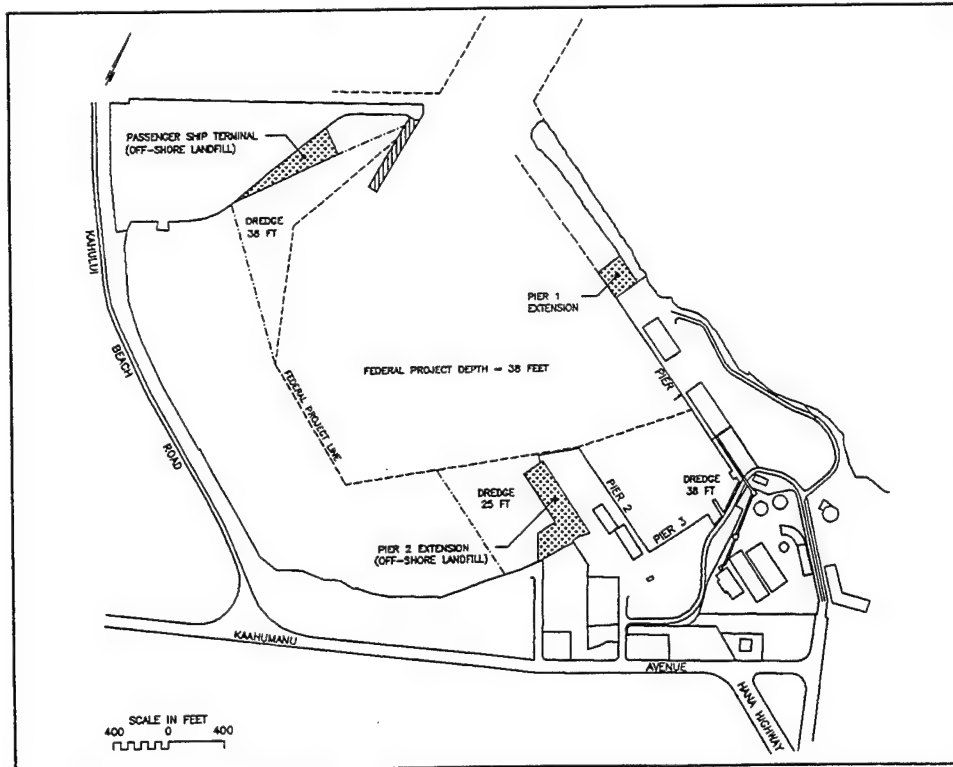 PASSENGER SHIP TERMINAL
(OFF-SHORE LANDFILL)
DREDGE
38 FT
KAHULUI
BEACH
ROAD
PIER 1
EXTENSION
FEDERAL PROJECT DEPTH = 38 FEET
FEDERAL PROJECT LINE
PIER 1
DREDGE
25 FT
PIER 2
DREDGE
38 FT
PIER 3
PIER 2 EXTENSION
(OFF-SHORE LANDFILL)
KAAHUMANU
AVENUE
HANA HIGHWAY
SCALE IN FEET
400 0 400